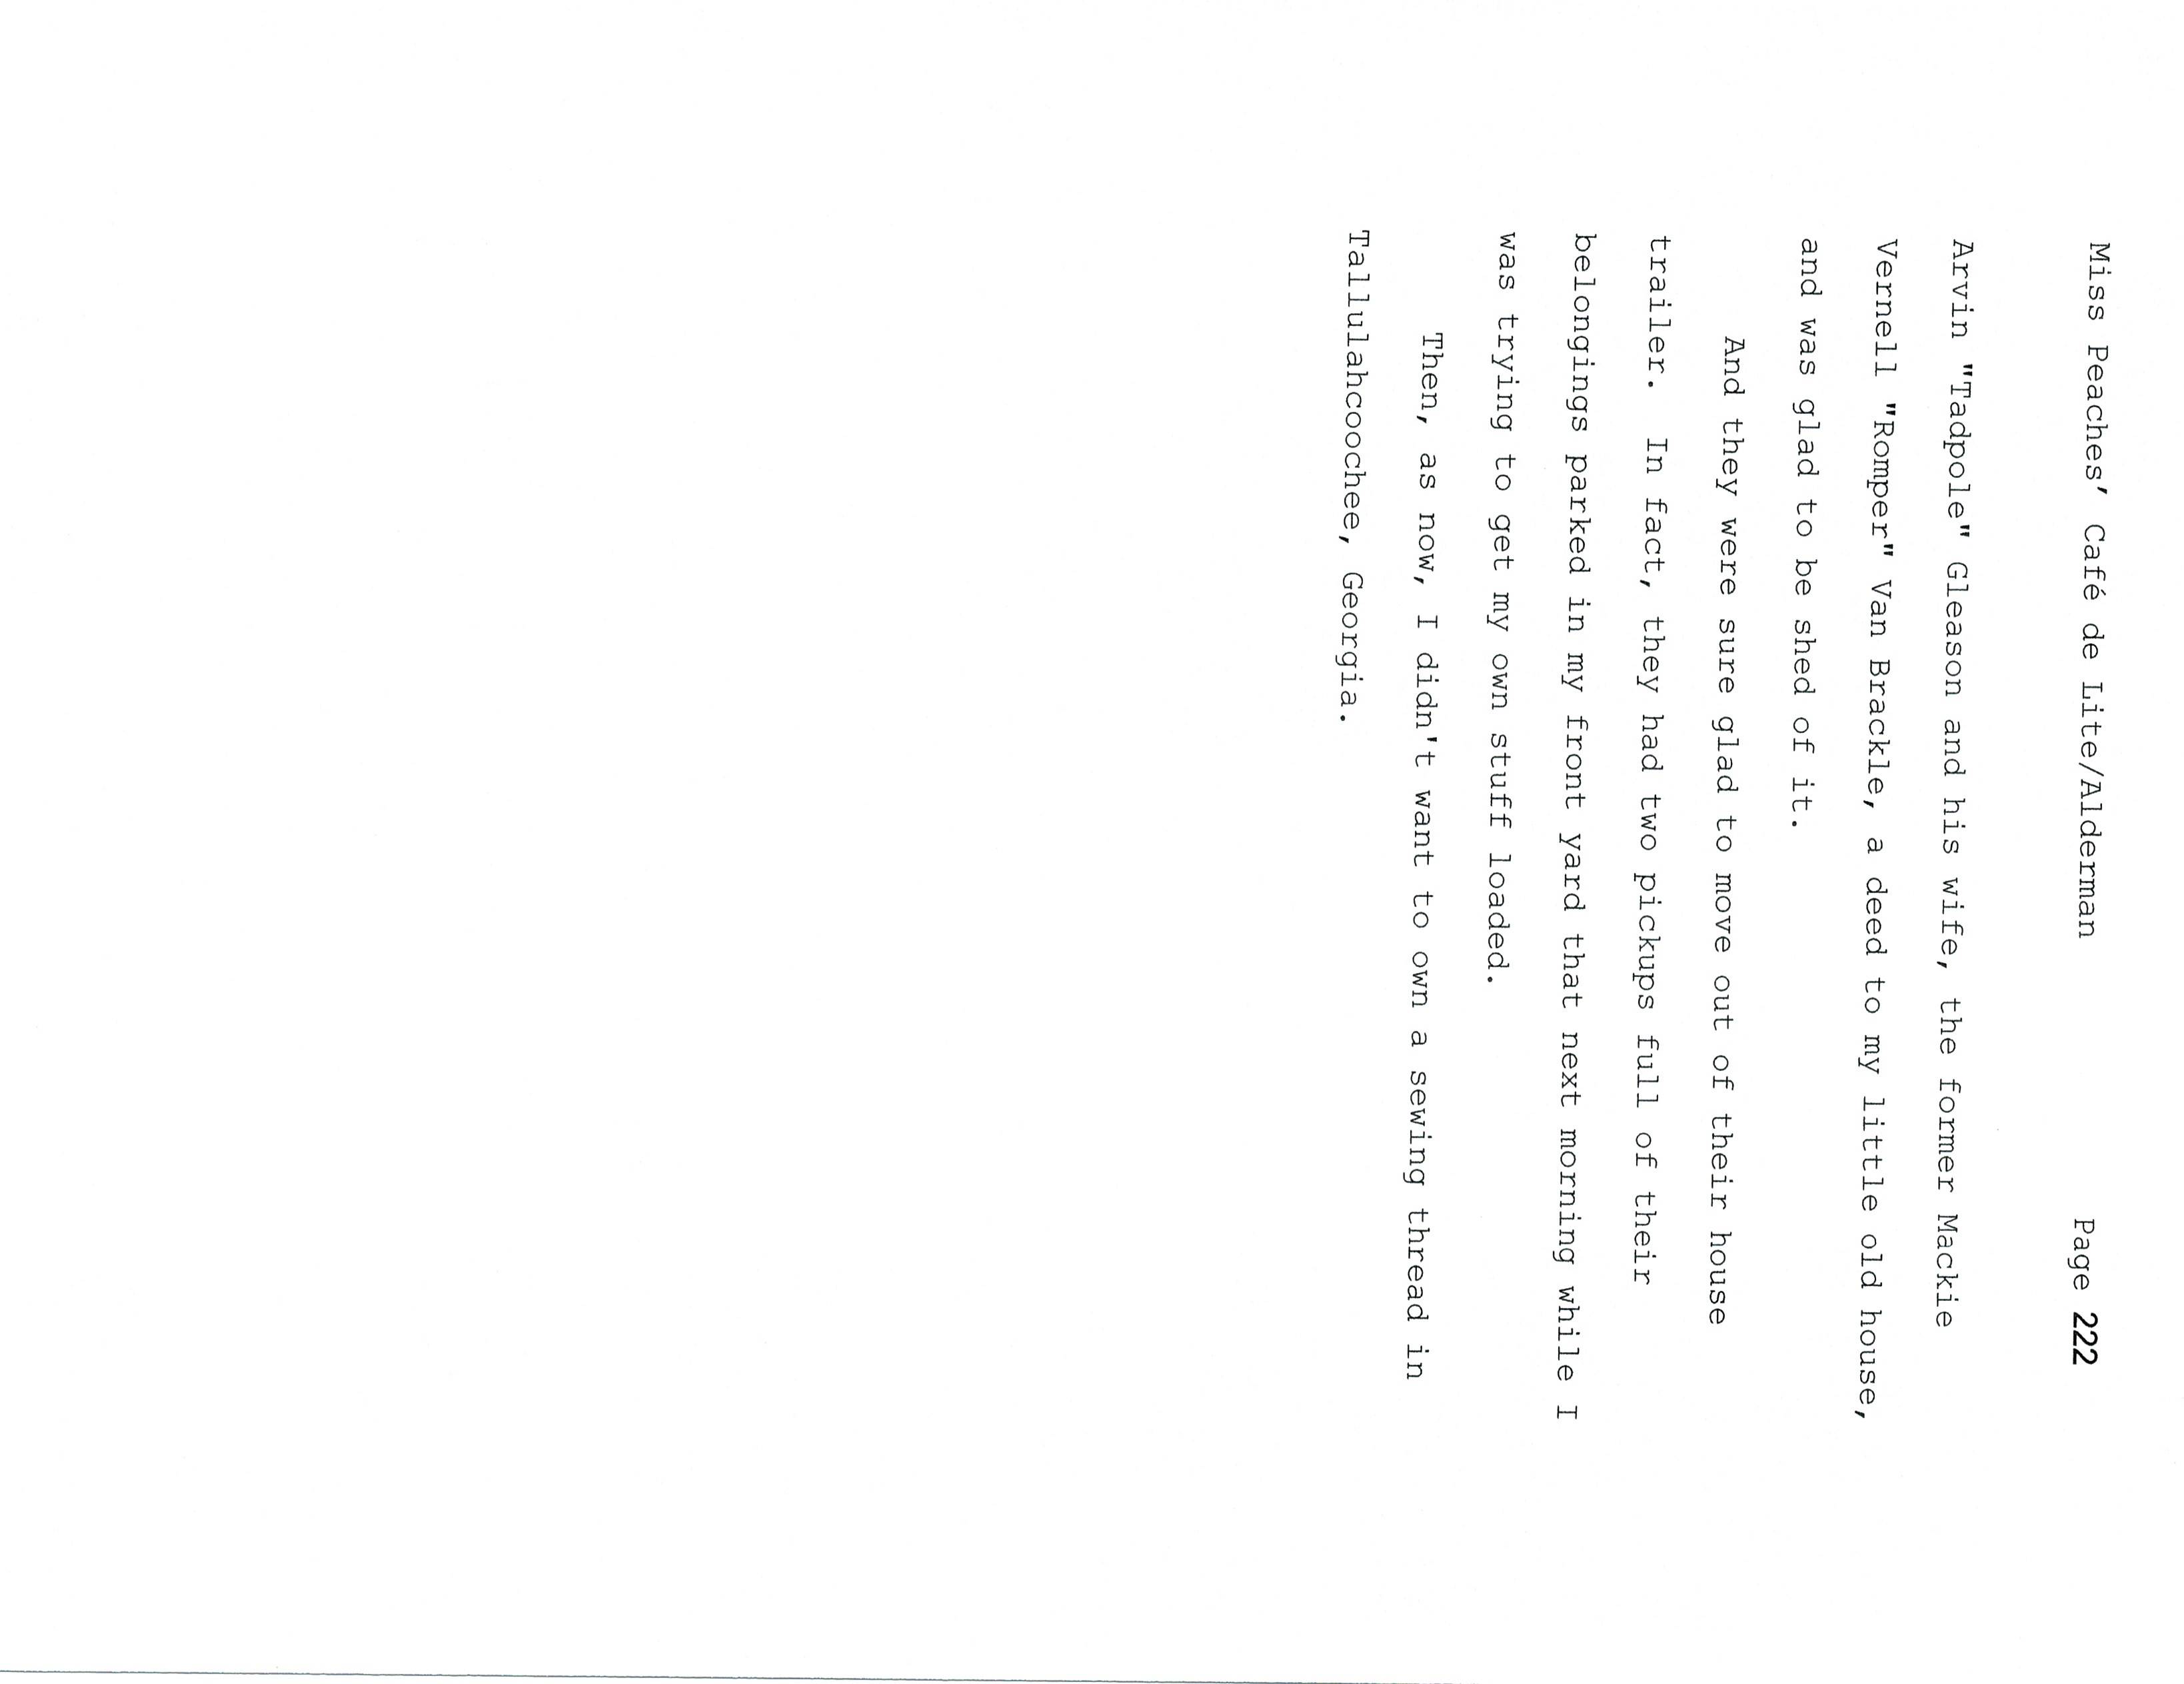 Miss Peaches’ Café de Lite/Alderman Page 222
Arvin "Tadpole" Gleason and his wife, the former Mackie
Vernell "Romper" Van Brackle, a deed to my little old house,
and was glad to be shed of it.
And they were sure glad to move out of their house
trailer. In fact, they had two pickups full of their
belongings parked in my front yard that next morning while I
was trying to get my own stuff loaded.
Then, as now, I didn't want to own a sewing thread in
Tallulahcoochee, Georgia.